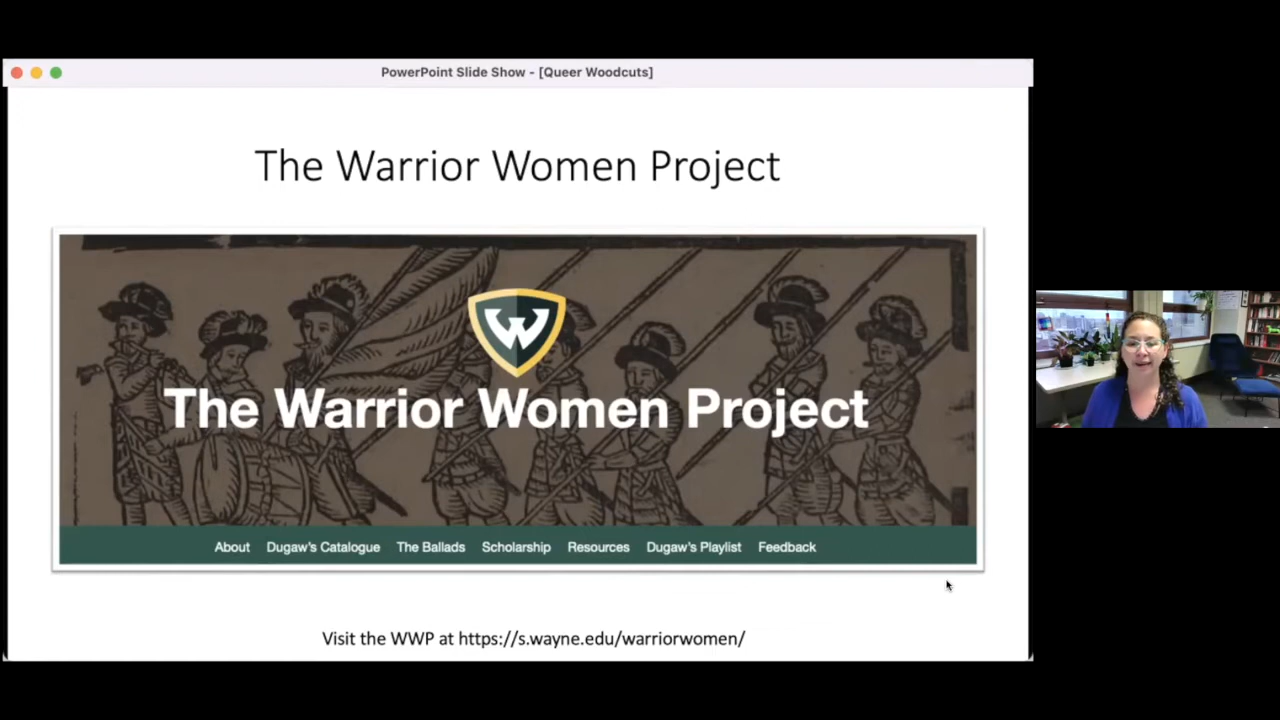 PowerPoint Slide Show - [Queer Woodcuts]
The Warrior Women Project
W
The Warrior Women Project
About Dugaw's Catalogue The Ballads Scholarship Resources Dugaw's Playlist Feedback
Visit the WWP at https://s.wayne.edu/warriorwomen/